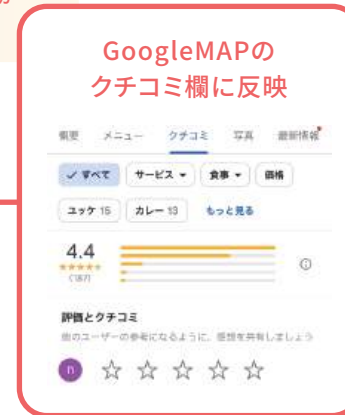 GoogleMAPの
クチコミ欄に反映
概要 メニュー クチコミ 写真 最新情報
✓ すべて サービス 食事 価格
ユッケ 15 カレー 13 もっと見る
4.4
(187)
評価とクチコミ
他のユーザーの参考になるように、感想を共有しましょう
n